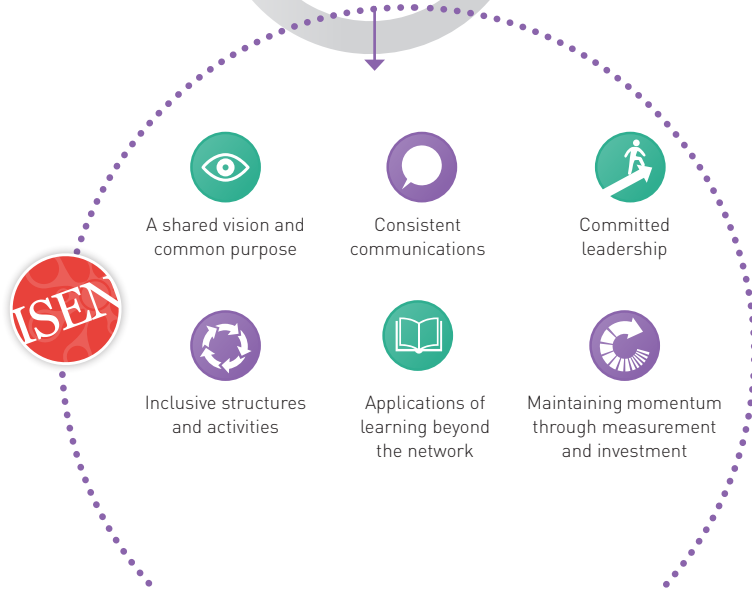 A shared vision and
common purpose
Consistent
communications
Committed
leadership
ISEN
Inclusive structures
and activities
Applications of
learning beyond
the network
Maintaining momentum
through measurement
and investment